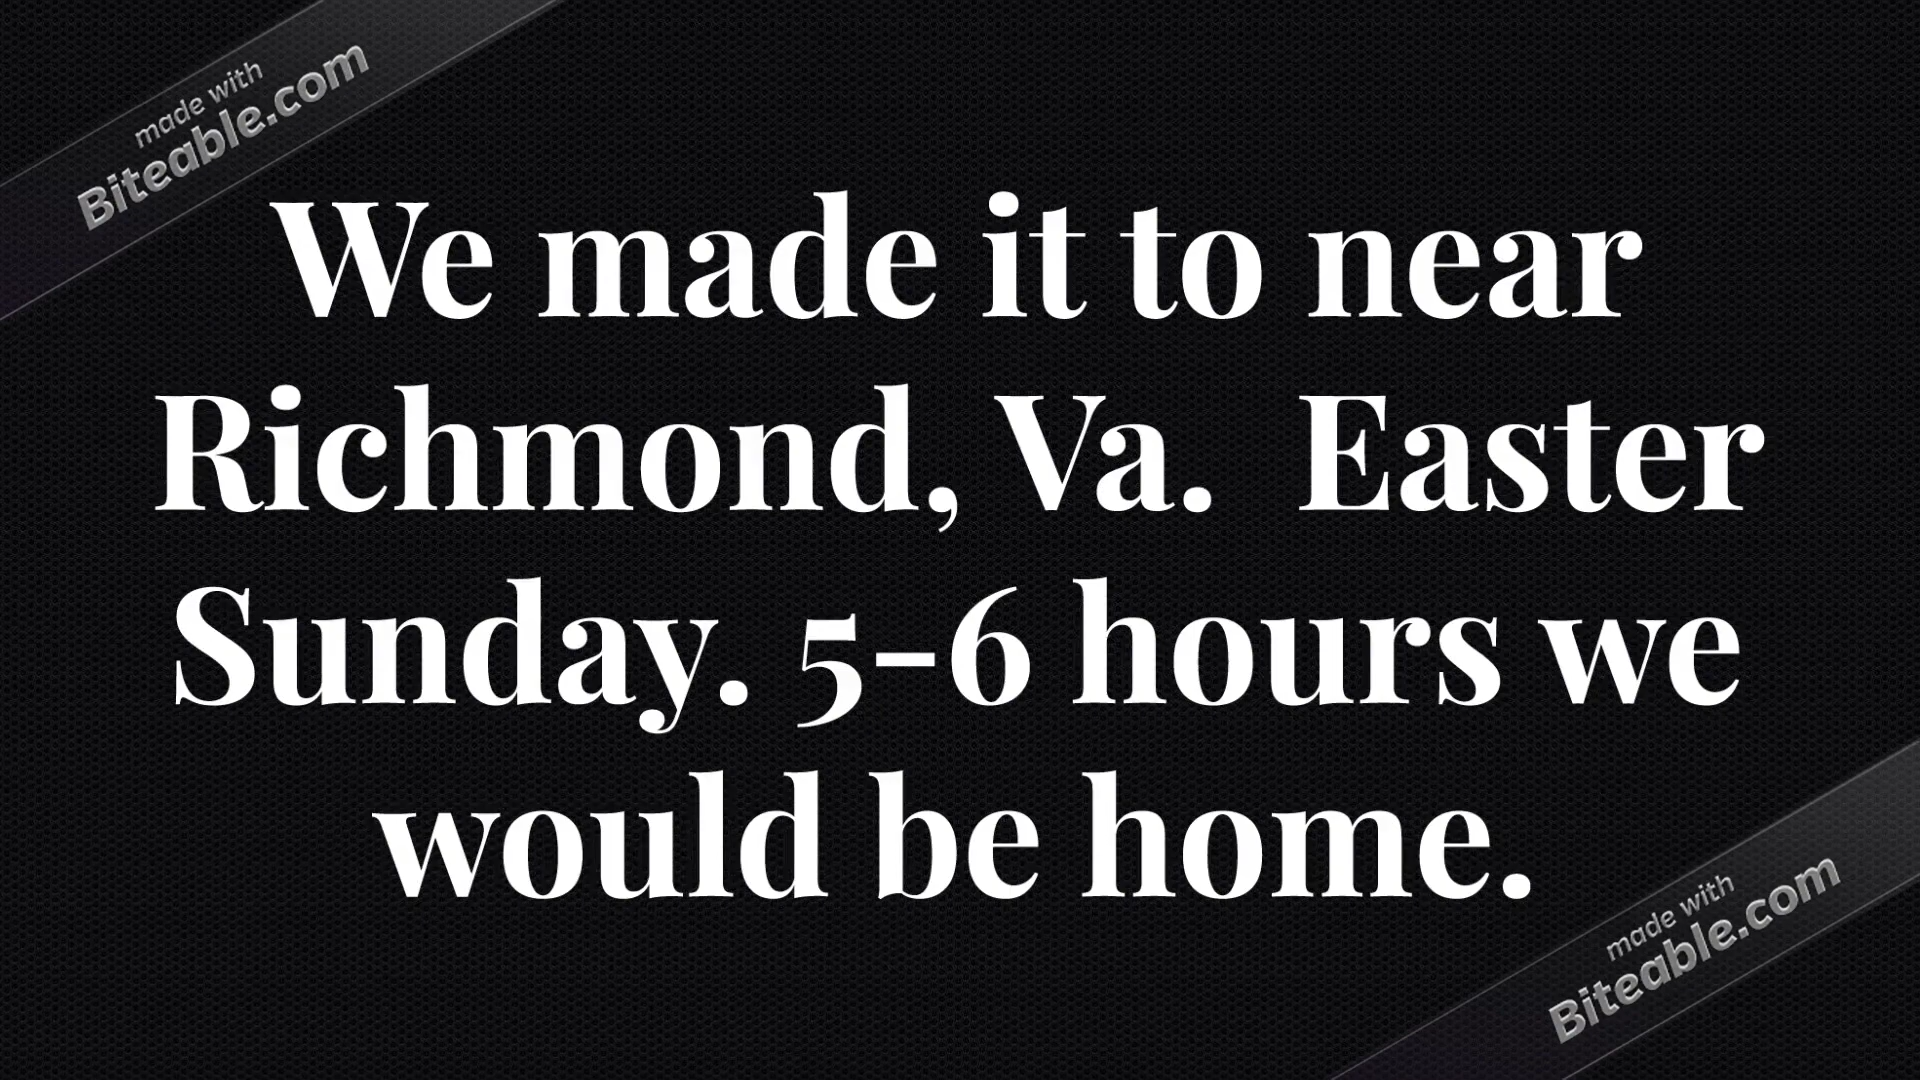 made with
Biteable.com
We made it to near
Richmond, Va.  Easter
Sunday. 5-6 hours we
would be home.
made with
Biteable.com